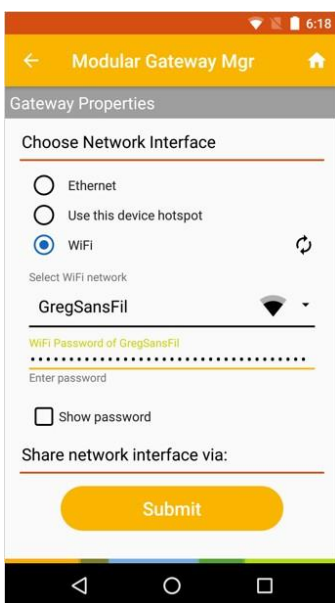 6:18
Modular Gateway Mgr
Gateway Properties
Choose Network Interface
Ethernet
Use this device hotspot
WiFi
Select WiFi network
GregSansFil
WiFi Password of GregSansFil
••••••••••••••••••••••••••••••••••••
Enter password
Show password
Share network interface via:
Submit